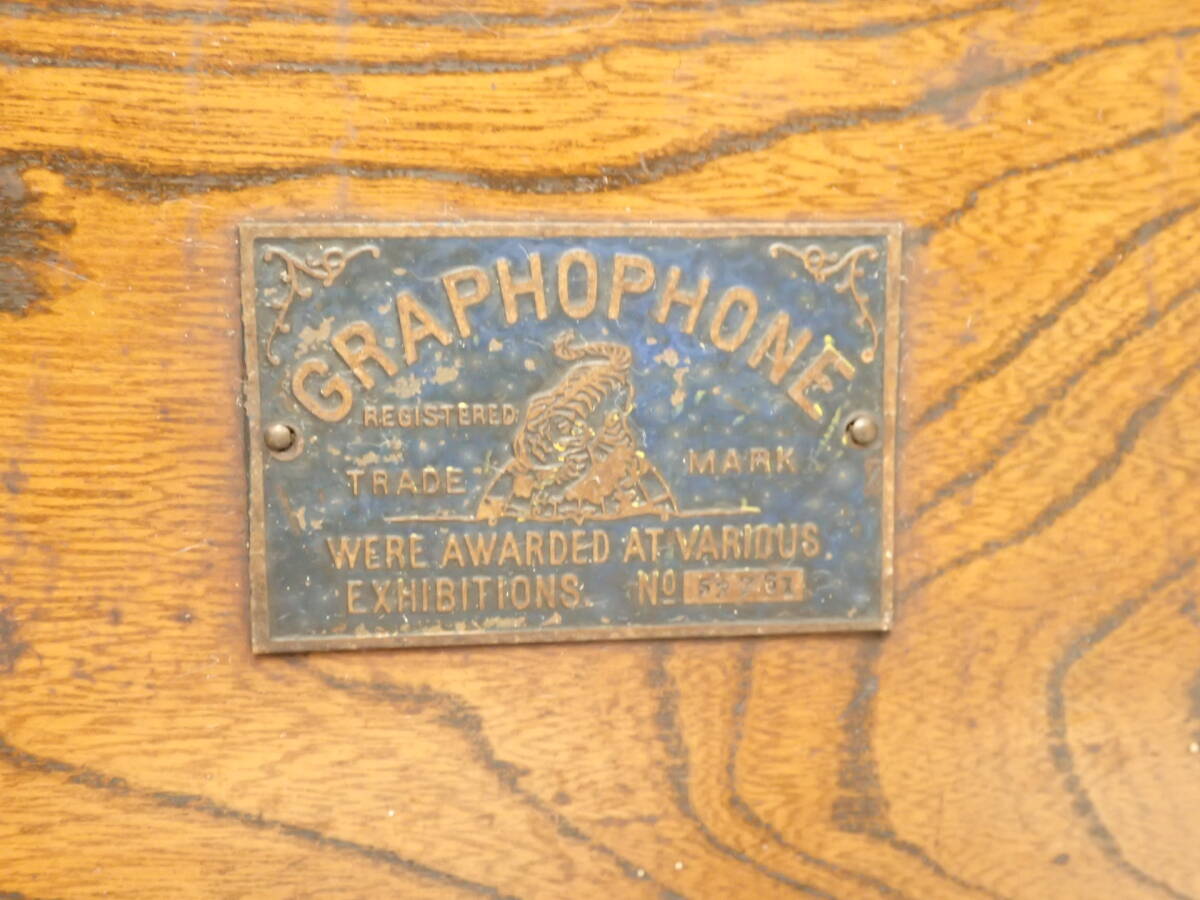 GRAPHOPHONE
REGISTERED
TRADE MARK
WERE AWARDED AT VARIOUS
EXHIBITIONS. No